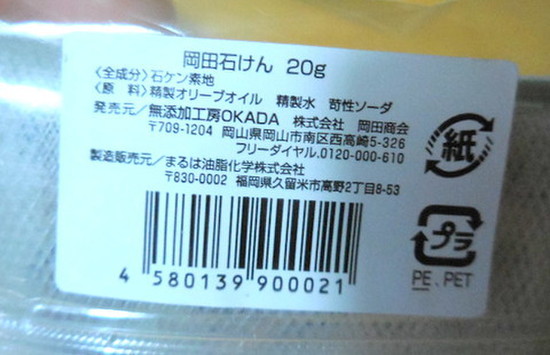 岡田石けん 20g
〈全成分〉石ケン素地
〈原 料〉精製オリーブオイル 精製水 苛性ソーダ
発売元/無添加工房OKADA 株式会社 岡田商会
〒709-1204 岡山県岡山市南区西高崎5-326
フリーダイヤル.0120-000-610
製造販売元/まるは油脂化学株式会社
〒830-0002 福岡県久留米市高野2丁目8-53
紙
プラ
PE、PET
4 580139 900021